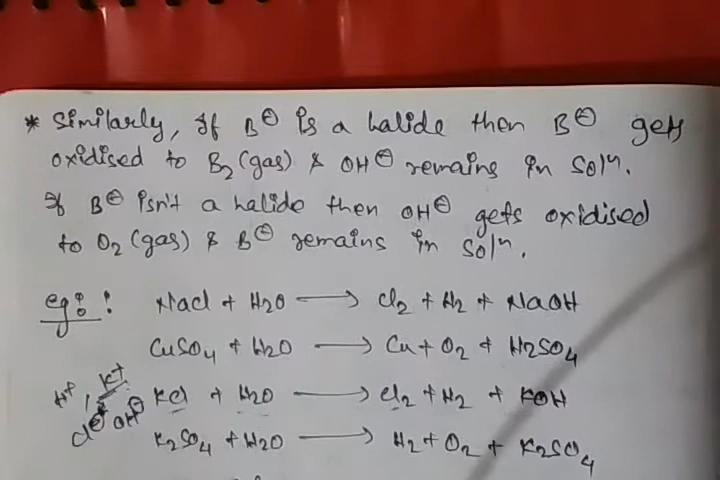 * Similarly, If B⊖ is a halide then B⊖ gets
oxidised to B₂ (gas) & OH⊖ remains in Solⁿ.
If B⊖ isn't a halide then OH⊖ gets oxidised
to O₂ (gas) & B⊖ remains in Solⁿ.
eg:: NaCl + H₂O ⟶ Cl₂ + H₂ + NaOH
CuSO₄ + H₂O ⟶ Cu + O₂ + H₂SO₄
H⁺, K⁺ KCl + H₂O ⟶ Cl₂ + H₂ + KOH
Cl⊖ OH⊖ K₂SO₄ + H₂O ⟶ H₂ + O₂ + K₂SO₄